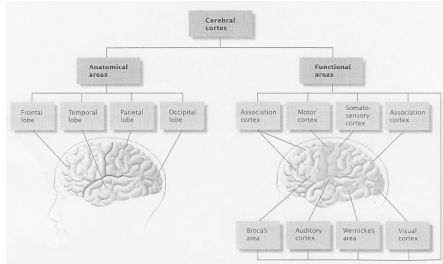 Cerebral
cortex
Anatomical
areas
Functional
areas
Frontal
lobe
Temporal
lobe
Parietal
lobe
Occipital
lobe
Association
cortex
Motor
cortex
Somato-
sensory
cortex
Association
cortex
Broca's
area
Auditory
cortex
Wernicke's
area
Visual
cortex